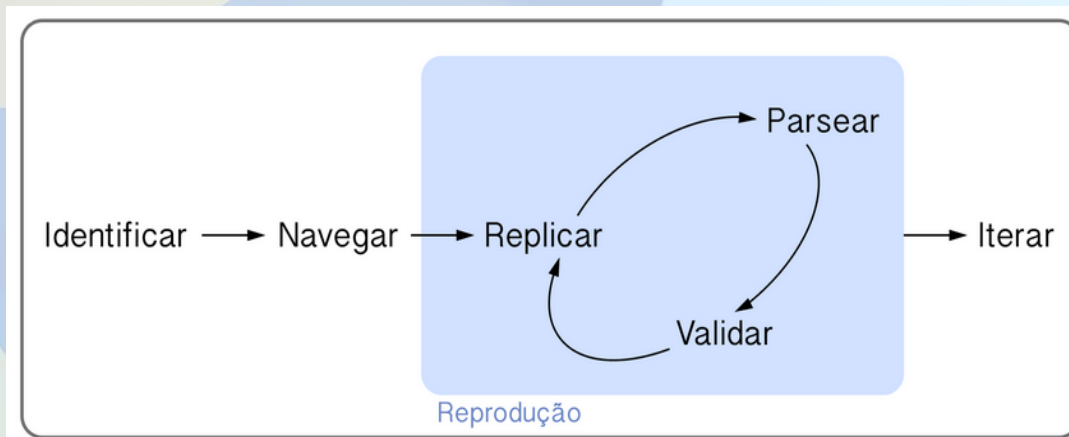 Parsear
Identificar
Navegar
Replicar
Iterar
Validar
Reprodução